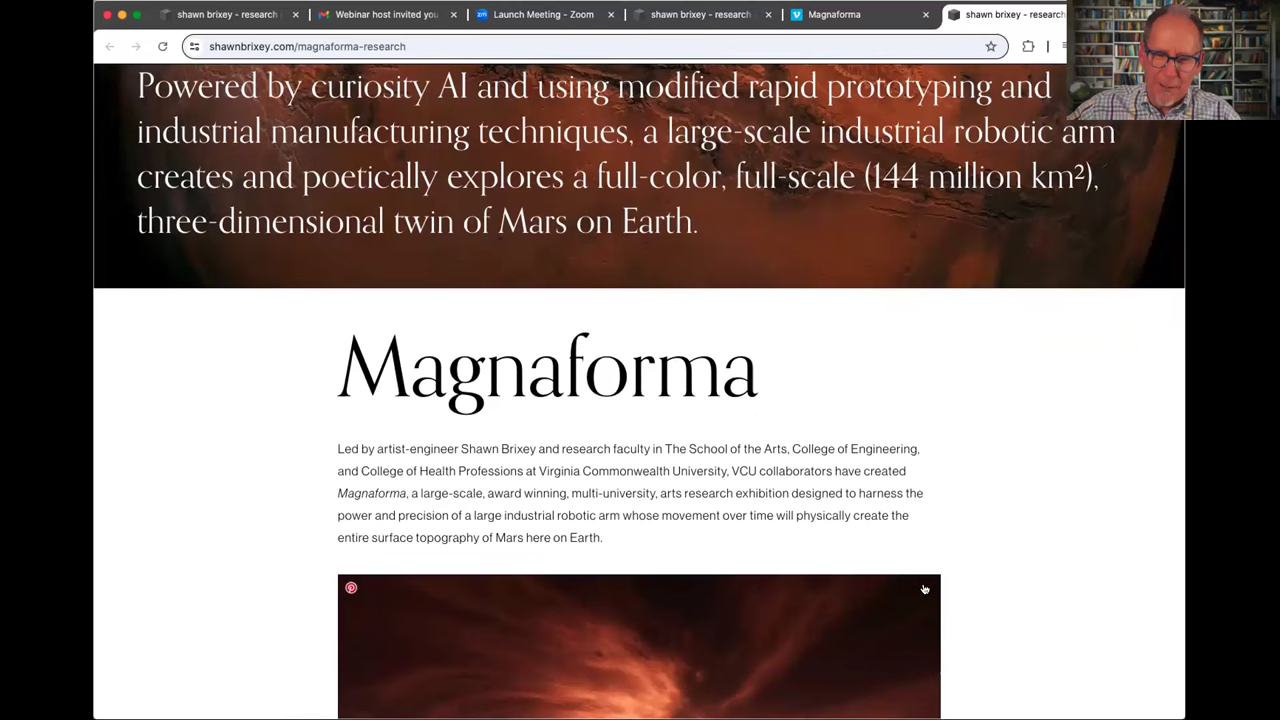 shawn brixey - research
Webinar host invited you
Launch Meeting - Zoom
shawn brixey - research
Magnaforma
shawn brixey - research
shawnbrixey.com/magnaforma-research
Powered by curiosity AI and using modified rapid prototyping and
industrial manufacturing techniques, a large-scale industrial robotic arm
creates and poetically explores a full-color, full-scale (144 million km²),
three-dimensional twin of Mars on Earth.
Magnaforma
Led by artist-engineer Shawn Brixey and research faculty in The School of the Arts, College of Engineering,
and College of Health Professions at Virginia Commonwealth University, VCU collaborators have created
Magnaforma, a large-scale, award winning, multi-university, arts research exhibition designed to harness the
power and precision of a large industrial robotic arm whose movement over time will physically create the
entire surface topography of Mars here on Earth.